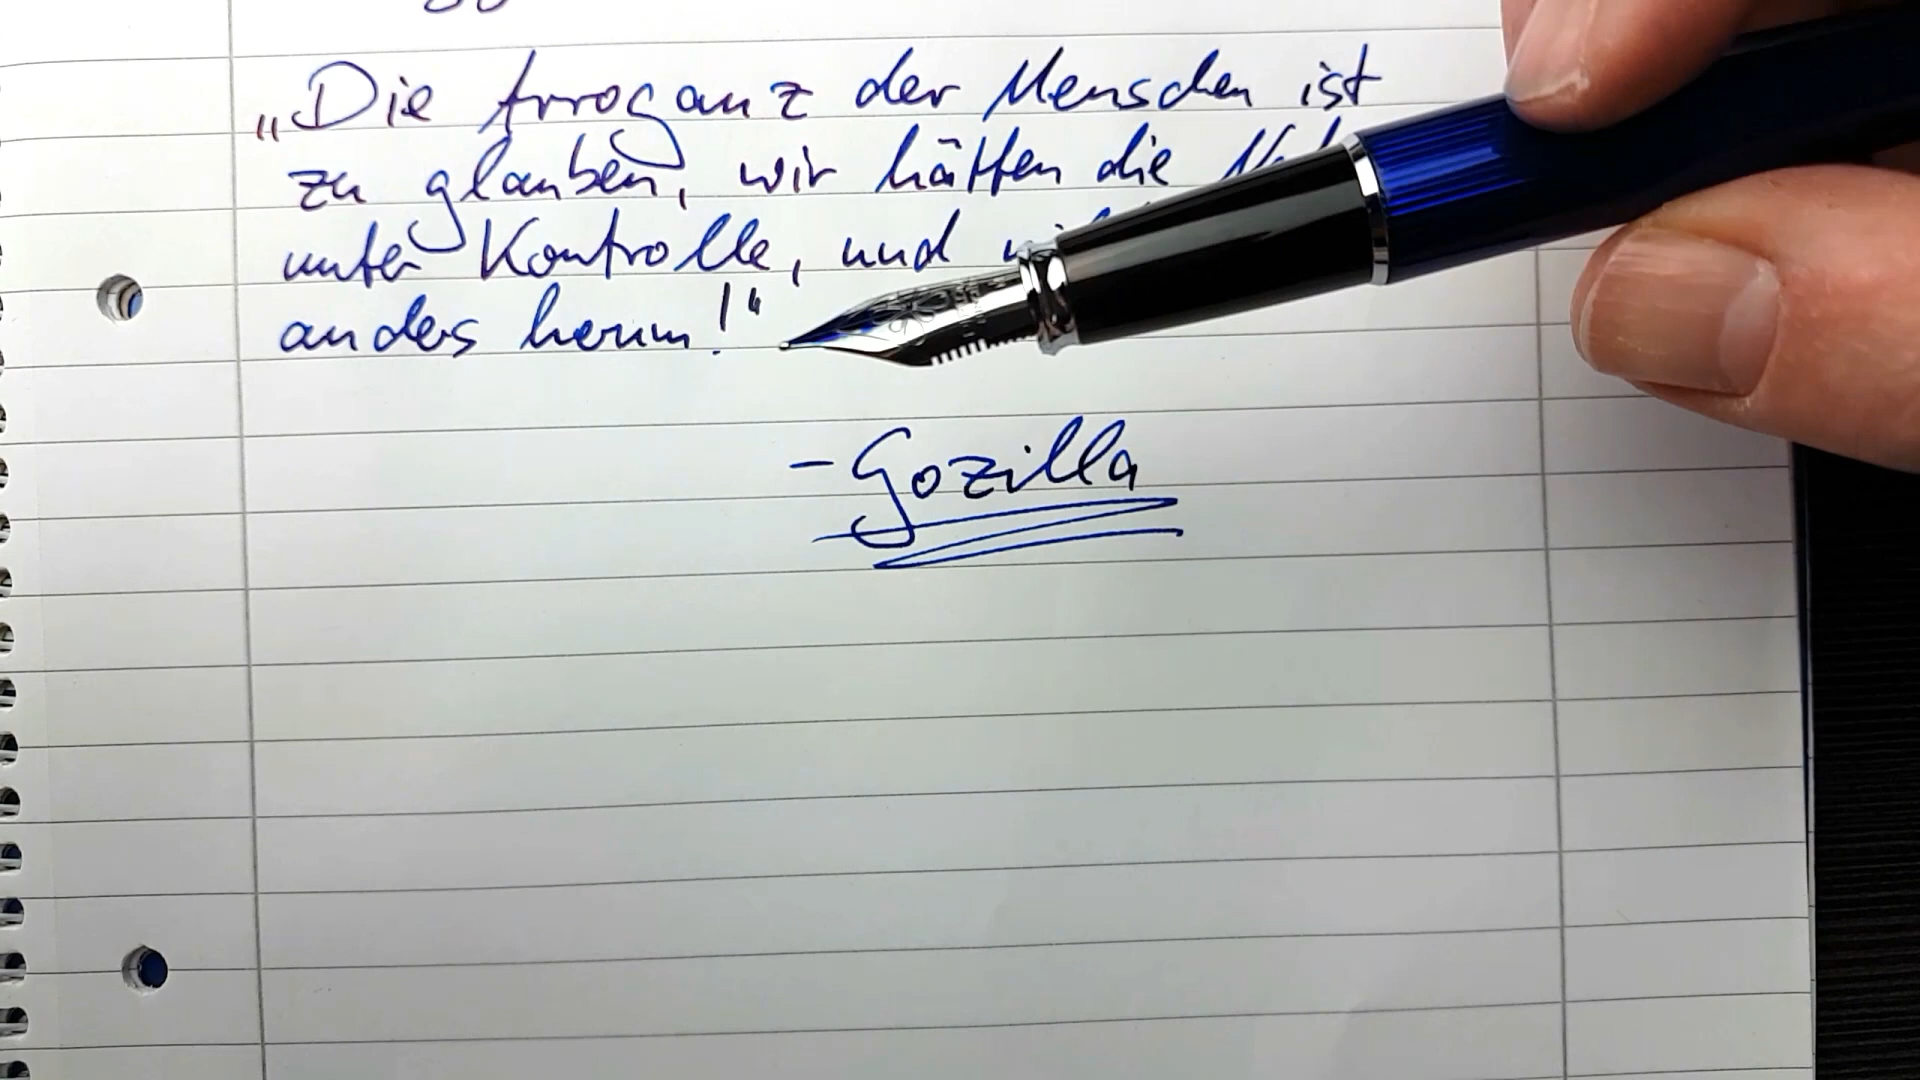 „Die Arroganz der Menschen ist
zu glauben, wir hätten die
unter Kontrolle, und
anders herum!“
- Gozilla